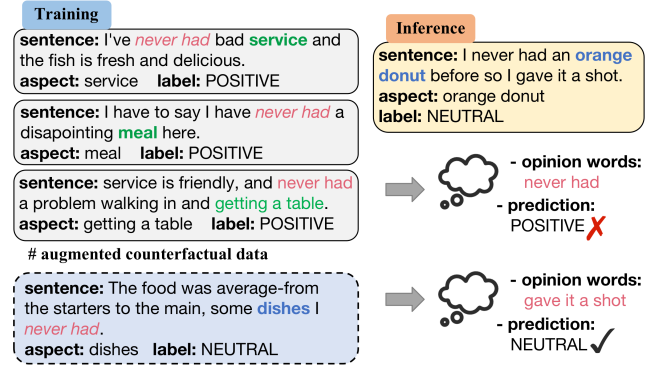 Training
sentence: I've never had bad service and
the fish is fresh and delicious.
aspect: service label: POSITIVE
sentence: I have to say I have never had a
disapointing meal here.
aspect: meal label: POSITIVE
sentence: service is friendly, and never had
a problem walking in and getting a table.
aspect: getting a table label: POSITIVE
# augmented counterfactual data
sentence: The food was average-from
the starters to the main, some dishes I
never had.
aspect: dishes label: NEUTRAL
Inference
sentence: I never had an orange
donut before so I gave it a shot.
aspect: orange donut
label: NEUTRAL
- opinion words:
never had
- prediction:
POSITIVE
- opinion words:
gave it a shot
- prediction:
NEUTRAL